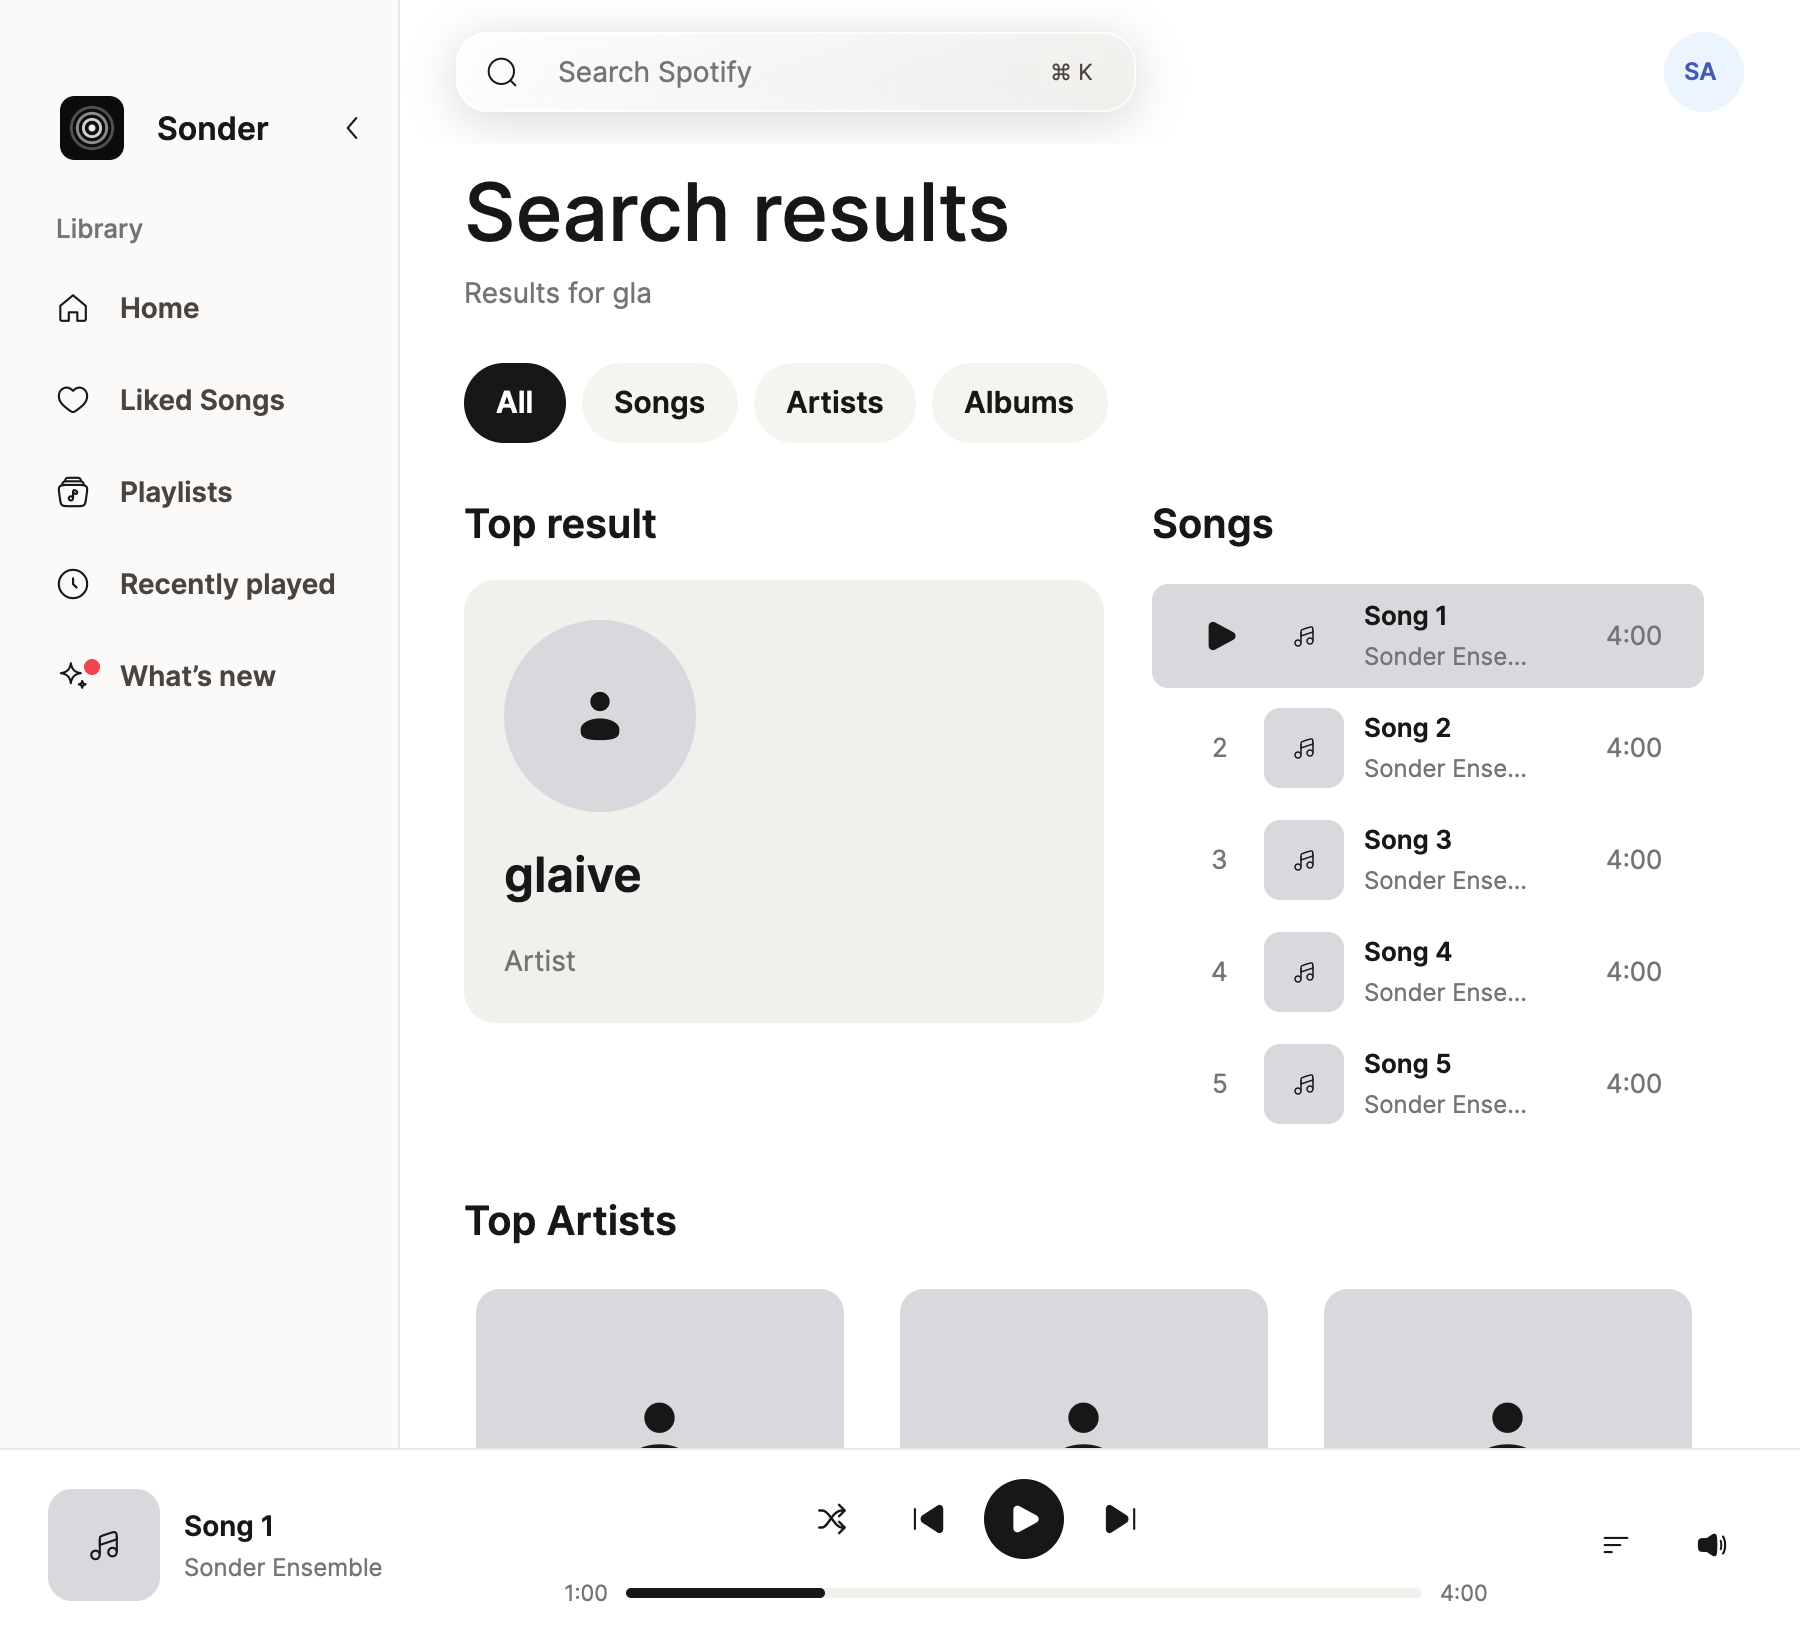 Sonder
Library
Home
Liked Songs
Playlists
Recently played
What’s new
Search Spotify
⌘ K
SA
Search results
Results for gla
All
Songs
Artists
Albums
Top result
glaive
Artist
Songs
Song 1
Sonder Ense...
4:00
2
Song 2
Sonder Ense...
4:00
3
Song 3
Sonder Ense...
4:00
4
Song 4
Sonder Ense...
4:00
5
Song 5
Sonder Ense...
4:00
Top Artists
Song 1
Sonder Ensemble
1:00
4:00